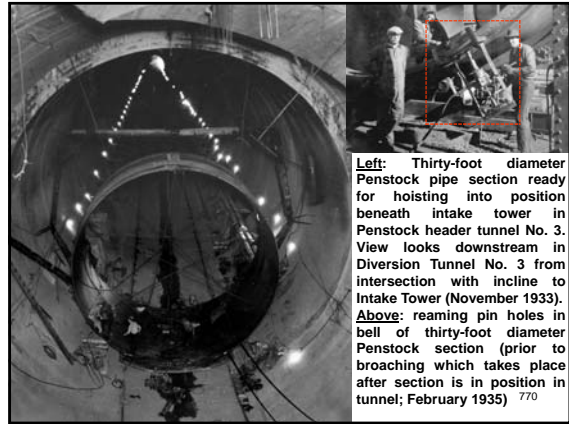 Left: Thirty-foot diameter
Penstock pipe section ready
for hoisting into position
beneath intake tower in
Penstock header tunnel No. 3.
View looks downstream in
Diversion Tunnel No. 3 from
intersection with incline to
Intake Tower (November 1933).
Above: reaming pin holes in
bell of thirty-foot diameter
Penstock section (prior to
broaching which takes place
after section is in position in
tunnel; February 1935) 770